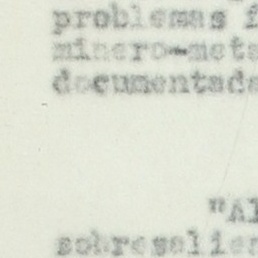 problemas f
minero-meta
documentada
"Al
sobresalien